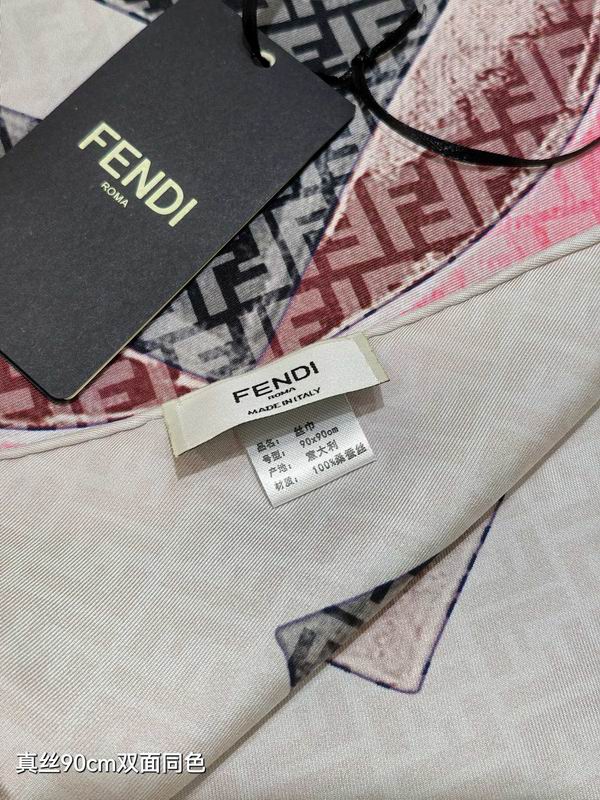 FENDI
ROMA
FENDI
ROMA
MADE IN ITALY
品名： 丝巾
号型： 90x90cm
产地： 意大利
材质： 100%桑蚕丝
真丝90cm双面同色